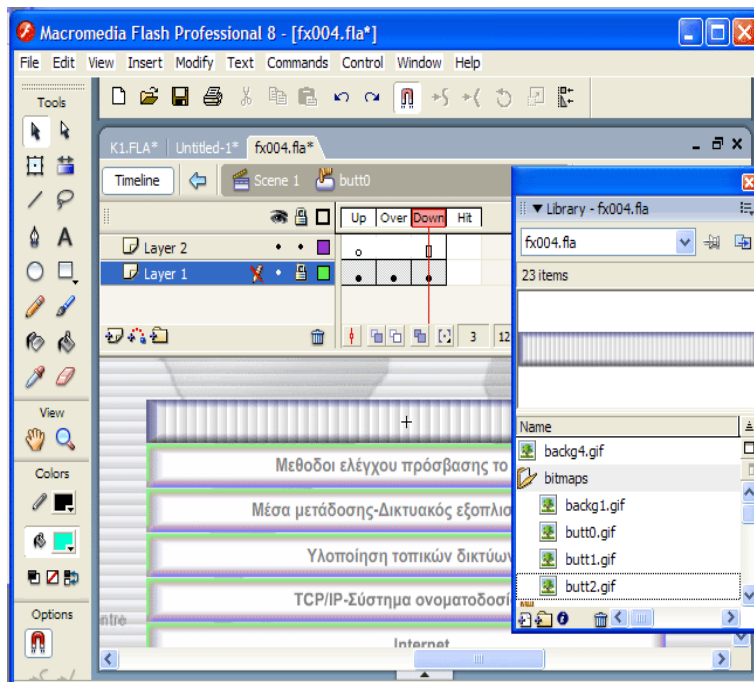 Macromedia Flash Professional 8 - [fx004.fla*]
File Edit View Insert Modify Text Commands Control Window Help
Tools
K1.FLA* Untitled-1* fx004.fla*
Timeline Scene 1 butt0
Up Over Down Hit
Layer 2
Layer 1
3 12
View
Colors
Options
Library - fx004.fla
fx004.fla
23 items
Name
backg4.gif
bitmaps
backg1.gif
butt0.gif
butt1.gif
butt2.gif
Μεθοδοι ελέγχου πρόσβασης το
Μέσα μετάδοσης-Δικτυακός εξοπλισ
Υλοποίηση τοπικών δικτύων
TCP/IP-Σύστημα ονοματοδοσί
Internet